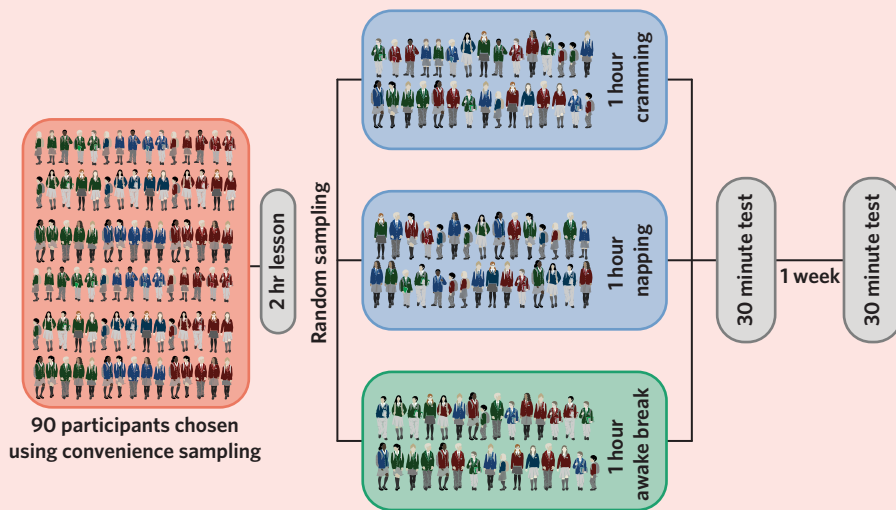 90 participants chosen
using convenience sampling
2 hr lesson
Random sampling
1 hour
cramming
1 hour
napping
1 hour
awake break
30 minute test
1 week
30 minute test